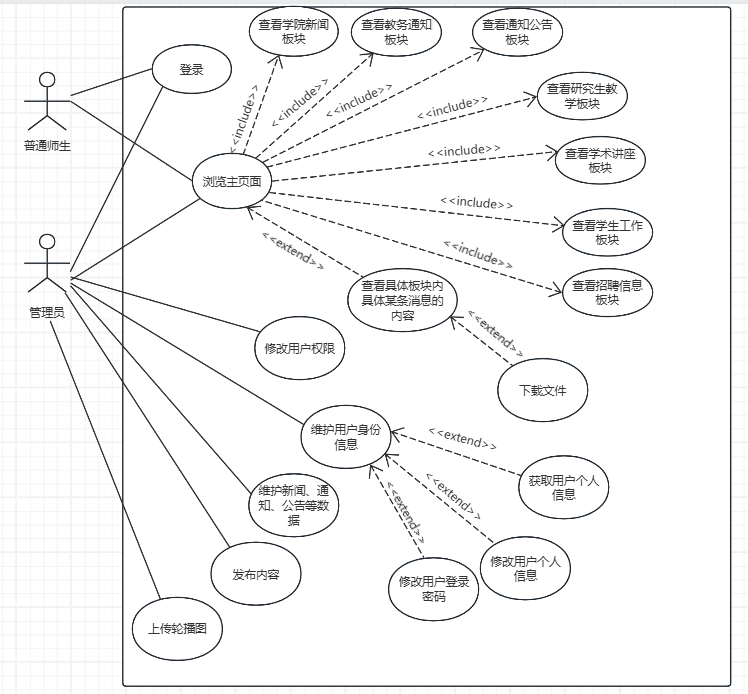 查看学院新闻
板块
查看教务通知
板块
查看通知公告
板块
登录
普通师生
<<include>>
<<include>>
<<include>>
<<include>>
查看研究生教
学板块
<<include>>
查看学术讲座
板块
浏览主页面
<<include>>
查看学生工作
板块
<<include>>
查看招聘信息
板块
<<extend>>
管理员
查看具体板块内
具体某条消息的
内容
<<extend>>
修改用户权限
下载文件
维护用户身份
信息
<<extend>>
获取用户个人
信息
<<extend>>
<<extend>>
维护新闻、通
知、公告等数
据
发布内容
修改用户登录
密码
修改用户个人
信息
上传轮播图